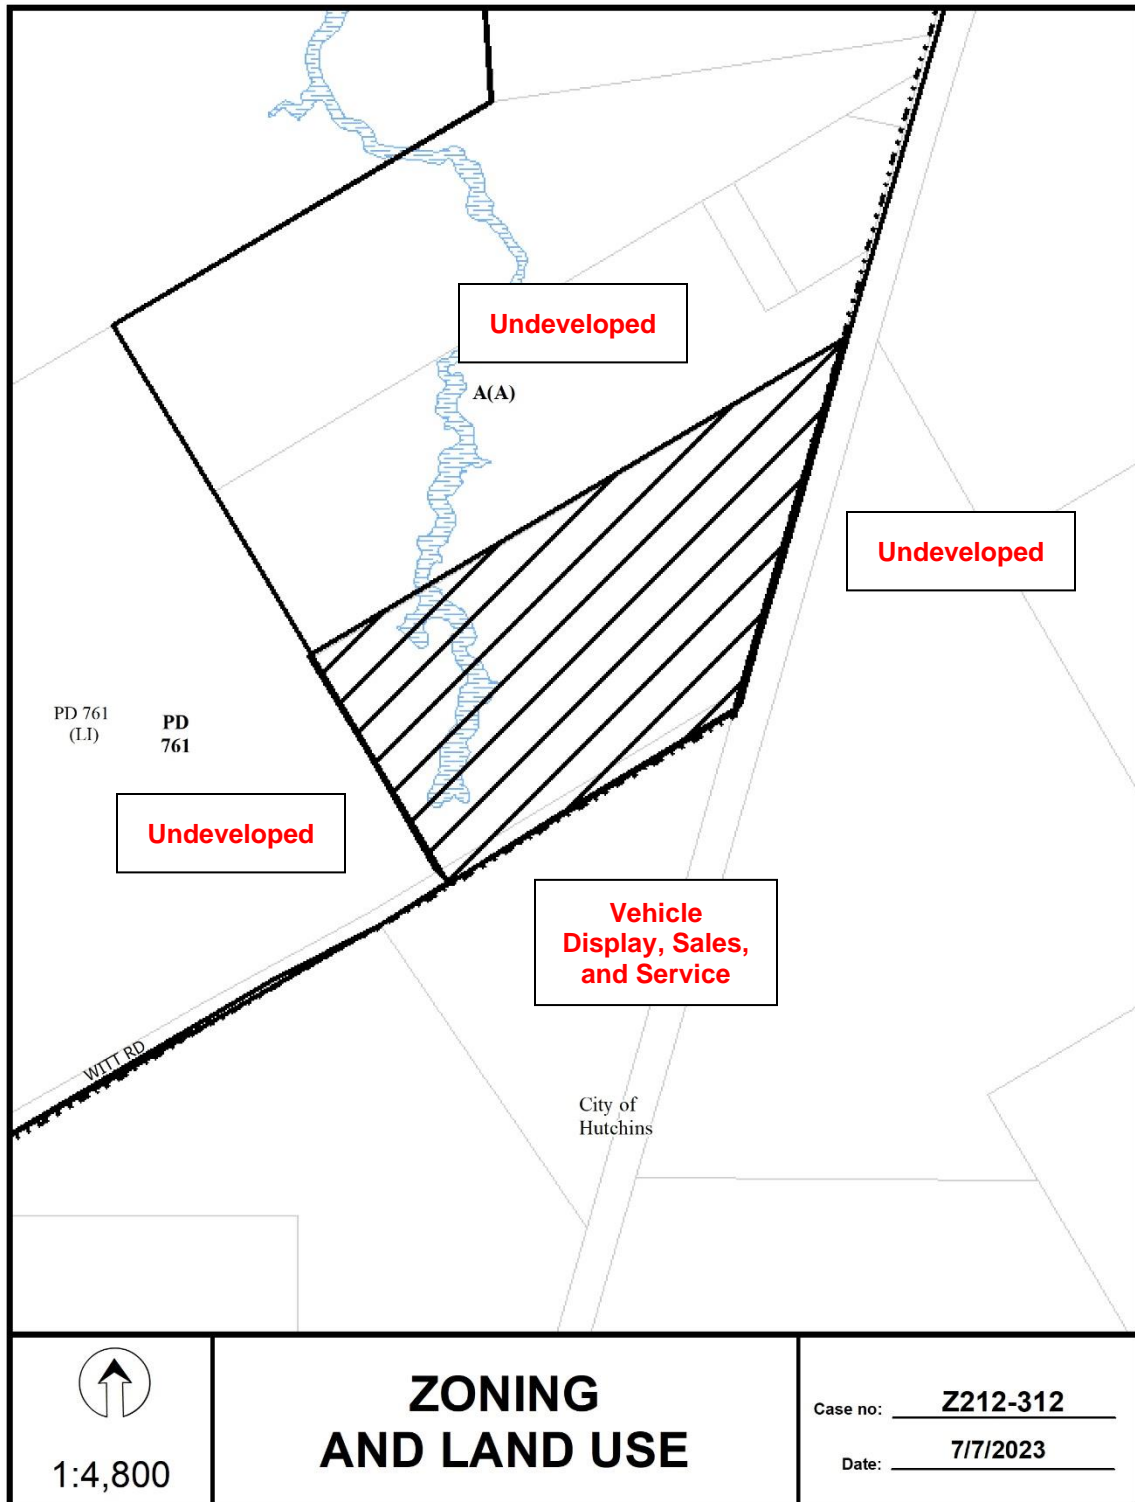 Undeveloped
A(A)
Undeveloped
PD 761
(LI)
PD
761
Undeveloped
Vehicle
Display, Sales,
and Service
WITT RD
City of
Hutchins
1:4,800
ZONING
AND LAND USE
Case no: Z212-312
Date: 7/7/2023